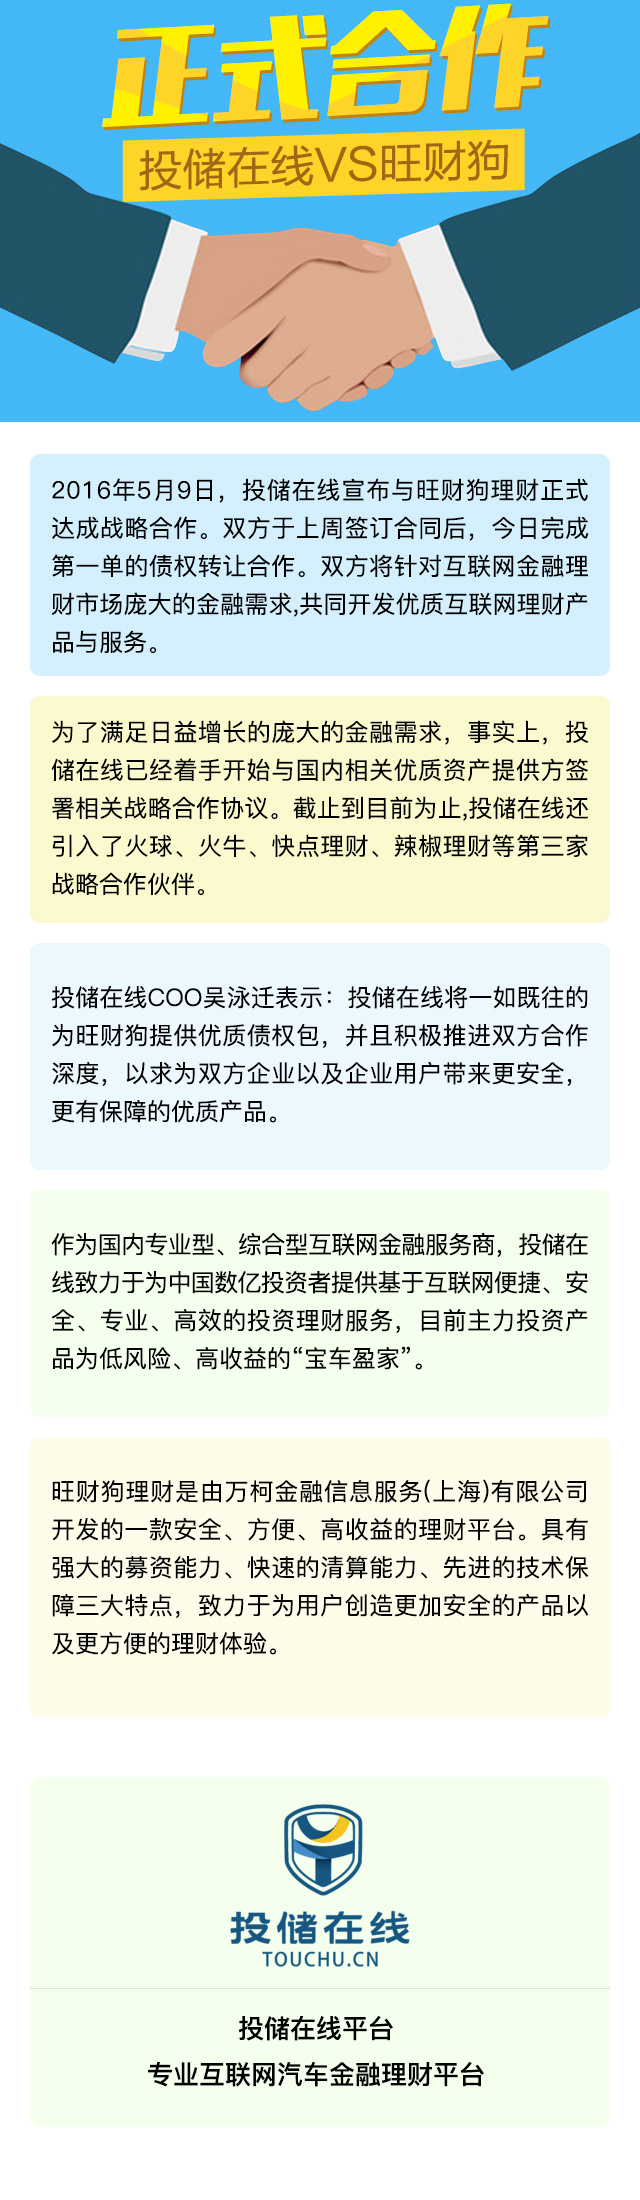 正式合作
投储在线VS旺财狗
2016年5月9日，投储在线宣布与旺财狗理财正式
达成战略合作。双方于上周签订合同后，今日完成
第一单的债权转让合作。双方将针对互联网金融理
财市场庞大的金融需求,共同开发优质互联网理财产
品与服务。
为了满足日益增长的庞大的金融需求，事实上，投
储在线已经着手开始与国内相关优质资产提供方签
署相关战略合作协议。截止到目前为止,投储在线还
引入了火球、火牛、快点理财、辣椒理财等第三家
战略合作伙伴。
投储在线COO吴泳迁表示：投储在线将一如既往的
为旺财狗提供优质债权包，并且积极推进双方合作
深度，以求为双方企业以及企业用户带来更安全，
更有保障的优质产品。
作为国内专业型、综合型互联网金融服务商，投储在
线致力于为中国数亿投资者提供基于互联网便捷、安
全、专业、高效的投资理财服务，目前主力投资产
品为低风险、高收益的“宝车盈家”。
旺财狗理财是由万柯金融信息服务(上海)有限公司
开发的一款安全、方便、高收益的理财平台。具有
强大的募资能力、快速的清算能力、先进的技术保
障三大特点，致力于为用户创造更加安全的产品以
及更方便的理财体验。
投储在线
TOUCHU.CN
投储在线平台
专业互联网汽车金融理财平台